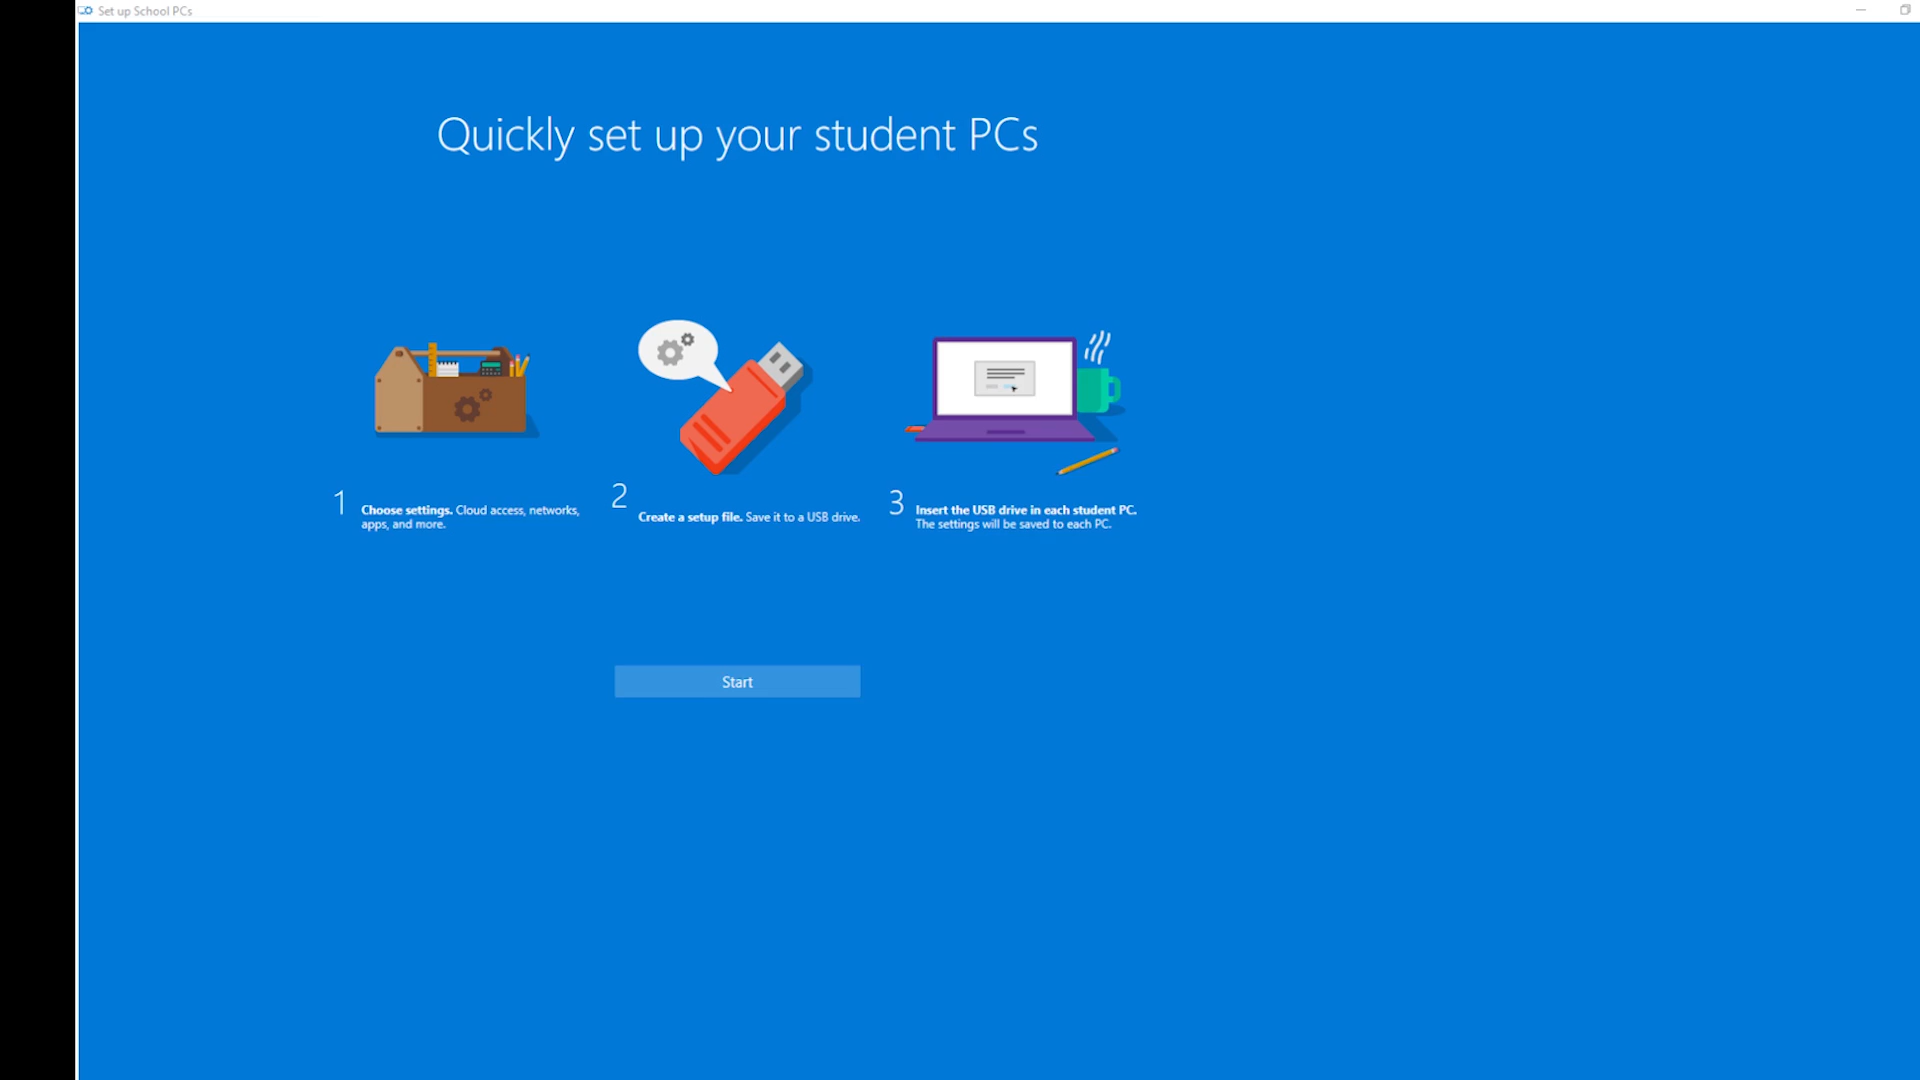 Set up School PCs
Quickly set up your student PCs
1
Choose settings. Cloud access, networks,
apps, and more.
2
Create a setup file. Save it to a USB drive.
3
Insert the USB drive in each student PC.
The settings will be saved to each PC.
Start